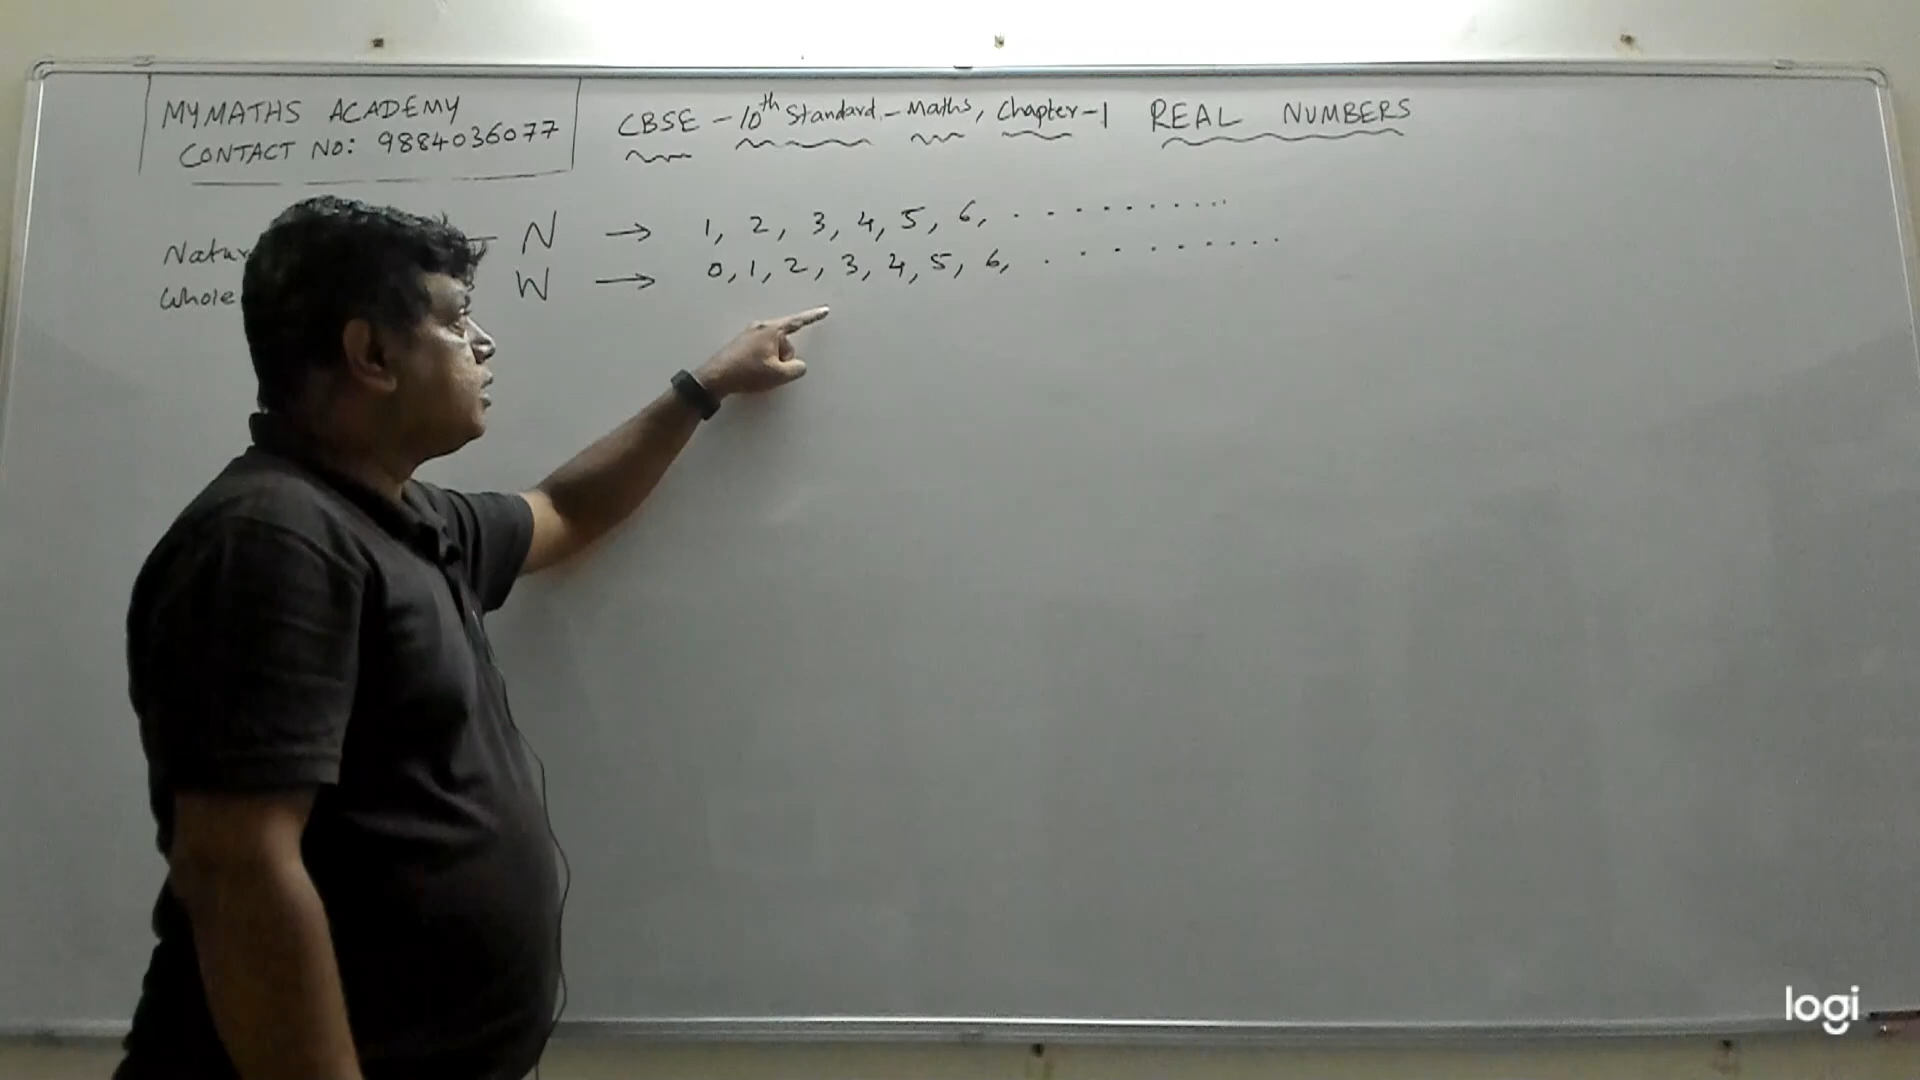 MYMATHS ACADEMY
CONTACT NO: 9884036077
CBSE - 10th Standard - Maths, Chapter-1 REAL NUMBERS
N → 1, 2, 3, 4, 5, 6, . . . . . . . . . .
Whole W → 0, 1, 2, 3, 4, 5, 6, . . . . . . . . .
logi